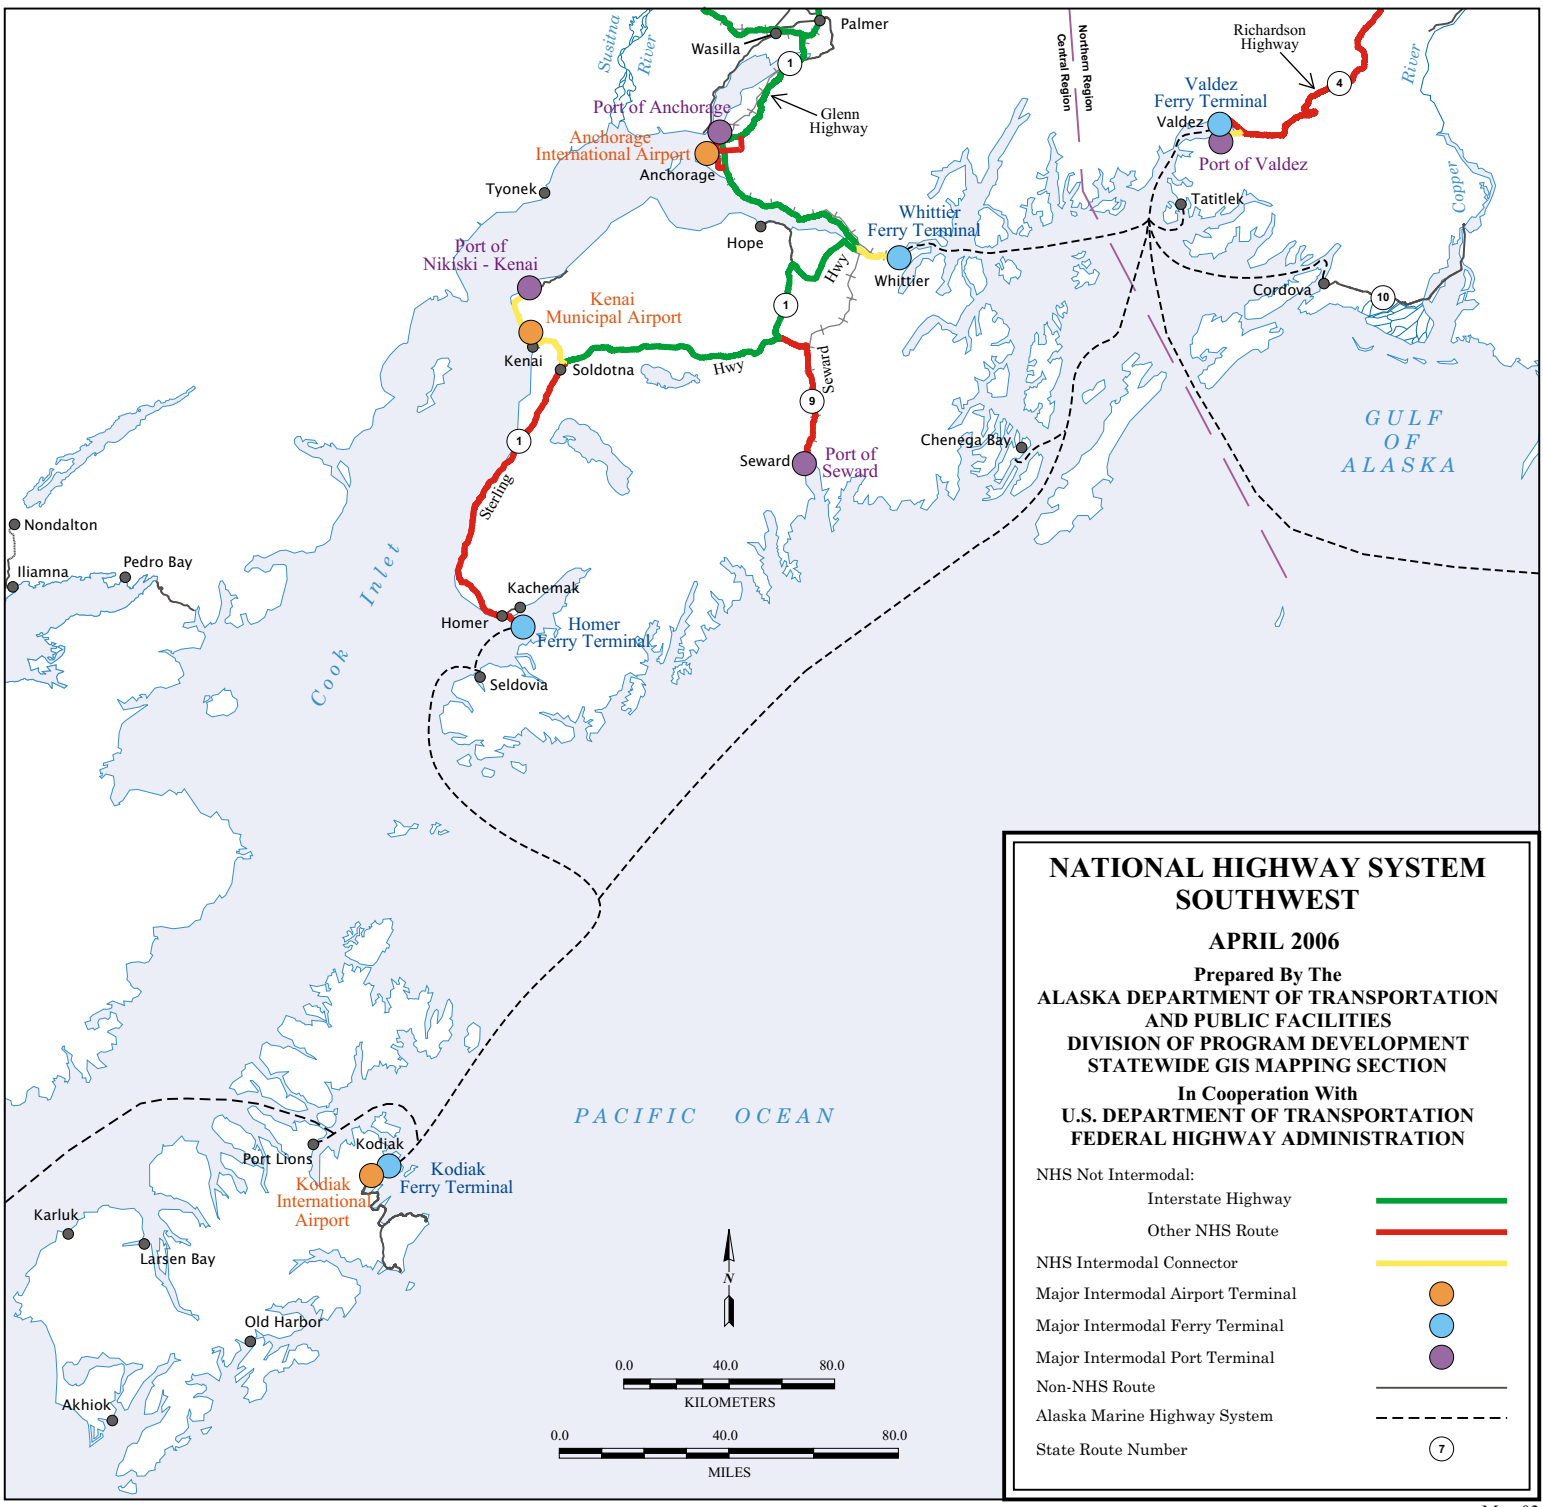 Susitna
River
Wasilla
Palmer
1
Port of Anchorage
Glenn
Highway
Anchorage
International Airport
Anchorage
Tyonek
Northern Region
Central Region
Richardson
Highway
4
River
Valdez
Ferry Terminal
Valdez
Port of Valdez
Tatitlek
Copper
Hope
Whittier
Ferry Terminal
Whittier
Hwy
Cordova
10
Port of
Nikiski - Kenai
Kenai
Municipal Airport
Kenai
Soldotna
1
Hwy
Seward
9
1
Sterling
Seward
Port of
Seward
Chenega Bay
GULF
OF
ALASKA
Nondalton
Iliamna
Pedro Bay
Cook Inlet
Kachemak
Homer
Homer
Ferry Terminal
Seldovia
PACIFIC OCEAN
Port Lions
Kodiak
Kodiak
Ferry Terminal
Kodiak
International
Airport
Karluk
Larsen Bay
Old Harbor
Akhiok
N
0.0 40.0 80.0
KILOMETERS
0.0 40.0 80.0
MILES
NATIONAL HIGHWAY SYSTEM
SOUTHWEST
APRIL 2006
Prepared By The
ALASKA DEPARTMENT OF TRANSPORTATION
AND PUBLIC FACILITIES
DIVISION OF PROGRAM DEVELOPMENT
STATEWIDE GIS MAPPING SECTION
In Cooperation With
U.S. DEPARTMENT OF TRANSPORTATION
FEDERAL HIGHWAY ADMINISTRATION
NHS Not Intermodal:
Interstate Highway
Other NHS Route
NHS Intermodal Connector
Major Intermodal Airport Terminal
Major Intermodal Ferry Terminal
Major Intermodal Port Terminal
Non-NHS Route
Alaska Marine Highway System
State Route Number 7